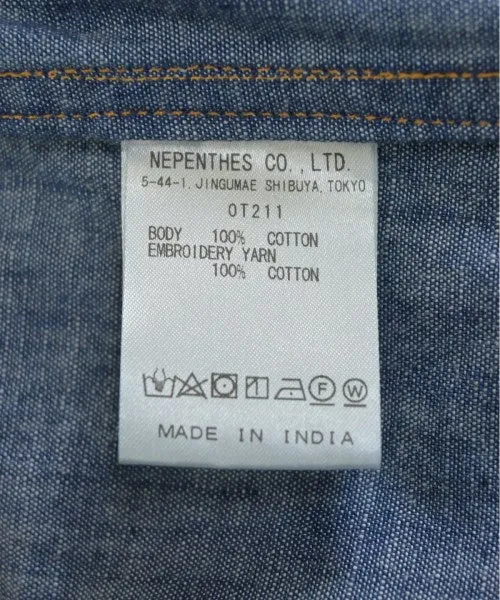 NEPENTHES CO., LTD.
5-44-1, JINGUMAE SHIBUYA, TOKYO
OT211
BODY 100% COTTON
EMBROIDERY YARN
100% COTTON
F W
MADE IN INDIA